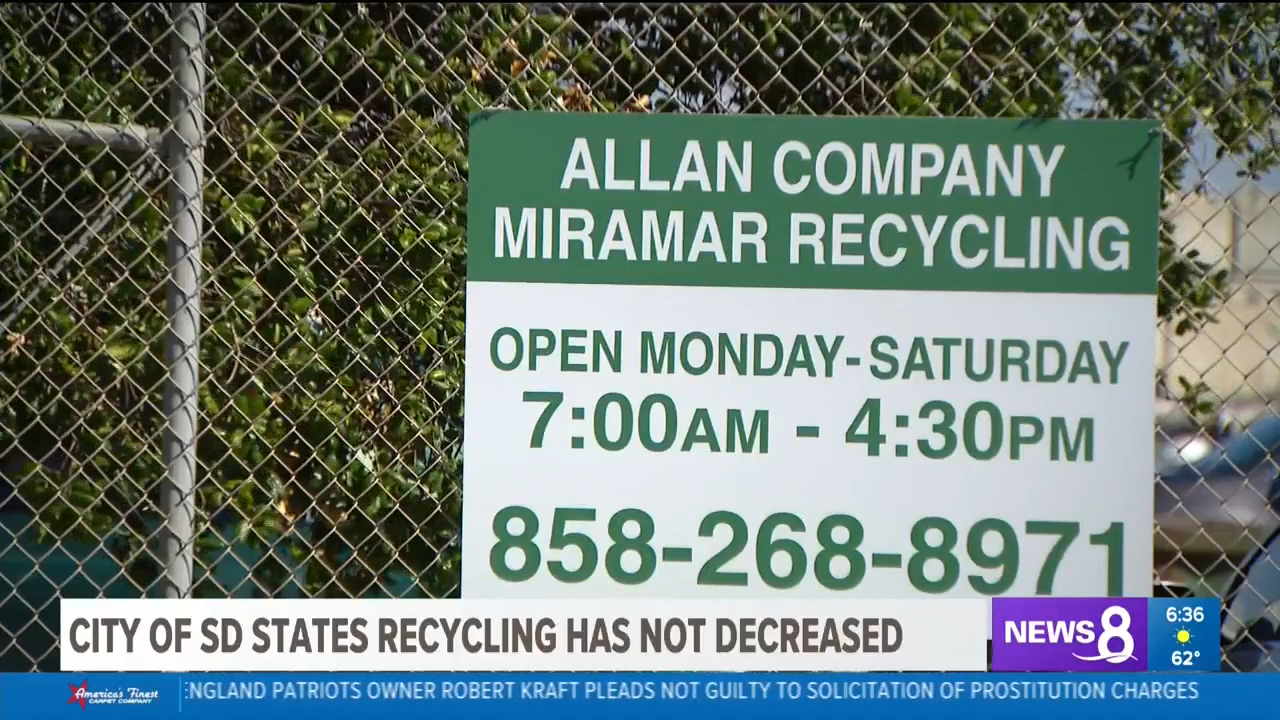 ALLAN COMPANY
MIRAMAR RECYCLING
OPEN MONDAY-SATURDAY
7:00AM - 4:30PM
858-268-8971
CITY OF SD STATES RECYCLING HAS NOT DECREASED
NEWS 8
6:36
62°
America's Finest
CARPET COMPANY
ENGLAND PATRIOTS OWNER ROBERT KRAFT PLEADS NOT GUILTY TO SOLICITATION OF PROSTITUTION CHARGES